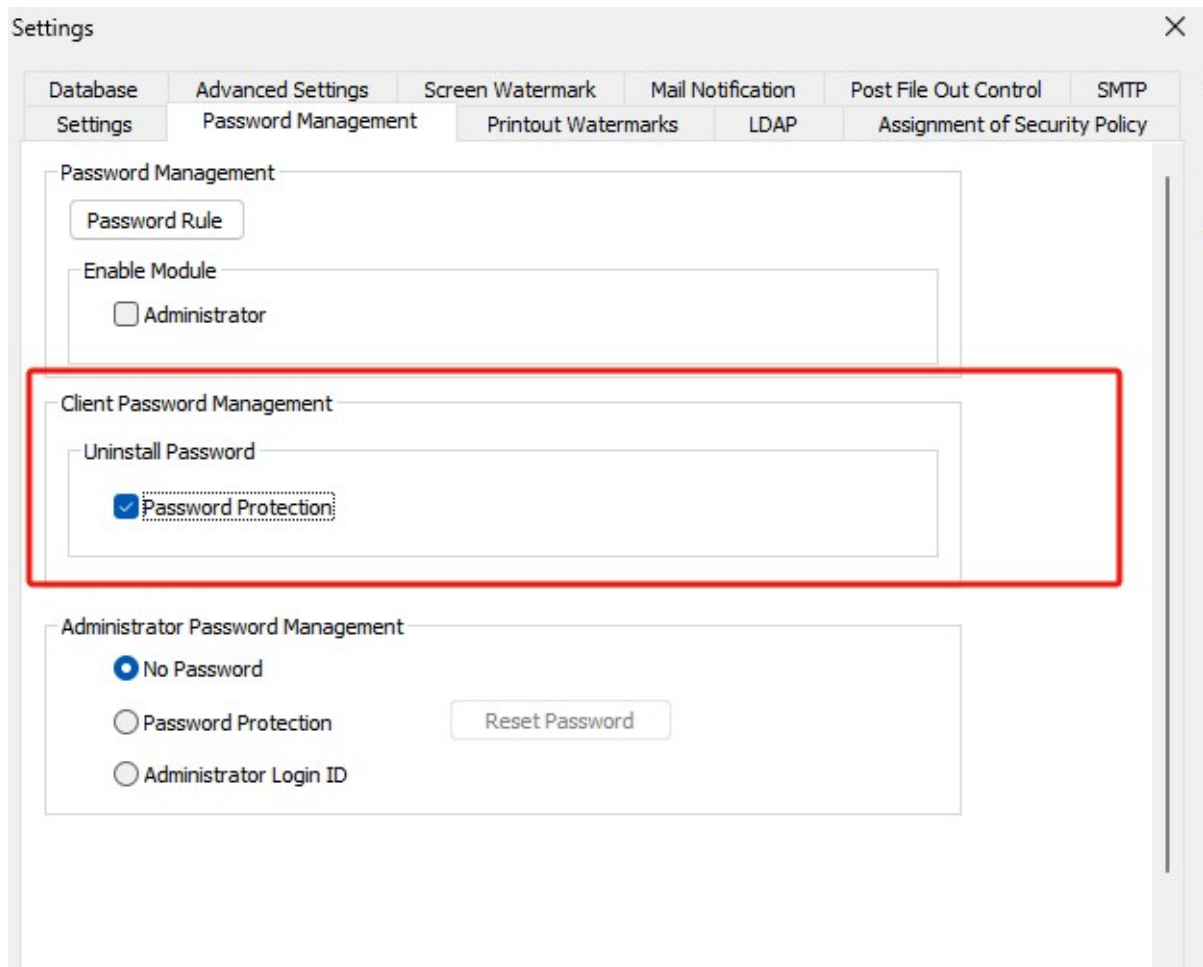 Settings
Database Advanced Settings Screen Watermark Mail Notification Post File Out Control SMTP
Settings Password Management Printout Watermarks LDAP Assignment of Security Policy
Password Management
Password Rule
Enable Module
Administrator
Client Password Management
Uninstall Password
Password Protection
Administrator Password Management
No Password
Password Protection Reset Password
Administrator Login ID